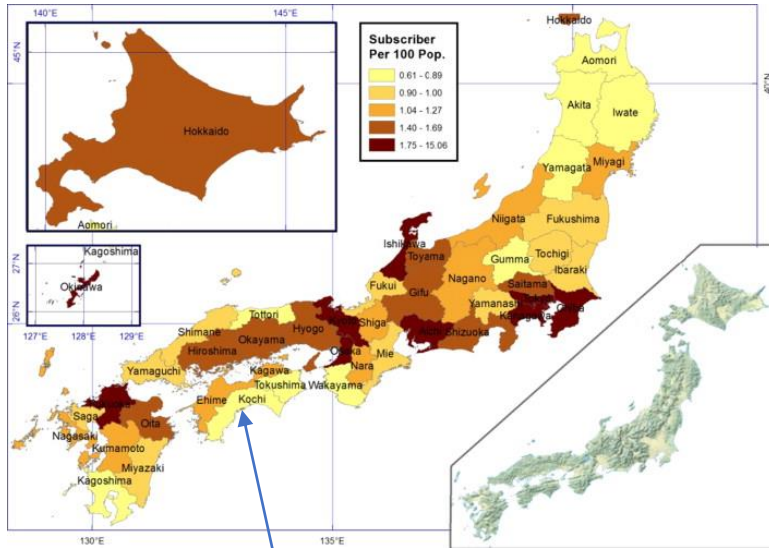 140°E
145°E
Hokkaido
45°N
Subscriber
Per 100 Pop.
0.61 - 0.89
0.90 - 1.00
1.04 - 1.27
1.40 - 1.69
1.75 - 15.06
Aomori
40°N
Akita
Iwate
Hokkaido
Yamagata
Miyagi
Aomori
Niigata
Fukushima
Ishikawa
Toyama
Kagoshima
27°N
Okinawa
26°N
127°E
128°E
129°E
Gumma
Tochigi
Ibaraki
Fukui
Gifu
Nagano
Saitama
Yamanashi
Tottori
Shimane
Hyogo
Shiga
Okayama
Hiroshima
Aichi
Shizuoka
Osaka
Mie
Nara
Yamaguchi
Kagawa
Tokushima
Wakayama
Ehime
Kochi
Saga
Oita
Nagasaki
Kumamoto
Miyazaki
Kagoshima
130°E
135°E